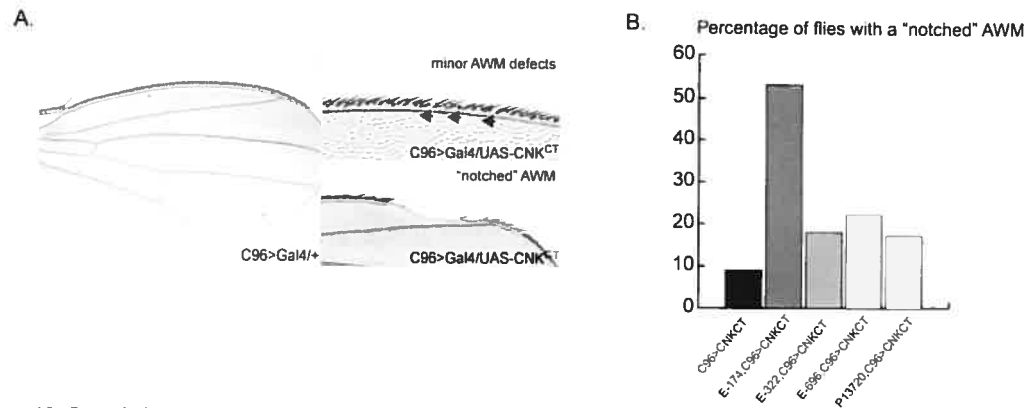 A.
minor AWM defects
C96>Gal4/UAS-CNKCT
"notched" AWM
C96>Gal4/+
C96>Gal4/UAS-CNKCT
B.
Percentage of flies with a "notched" AWM
60
50
40
30
20
10
0
C96>CNKCT
E-174,C96>CNKCT
E-322,C96>CNKCT
E-696,C96>CNKCT
P13720,C96>CNKCT